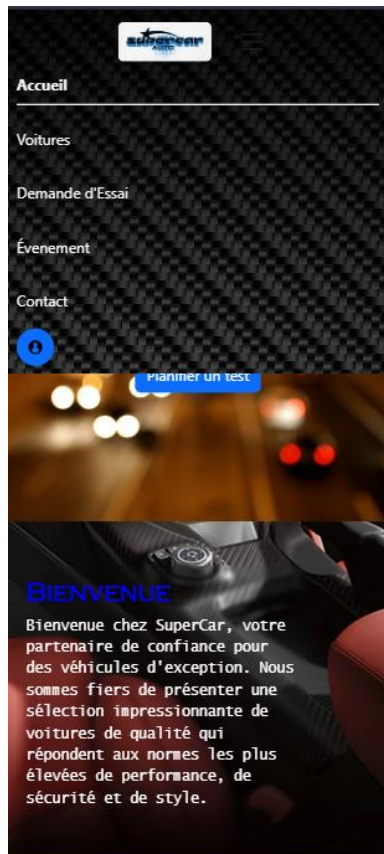 supercar
AUTO
Accueil
Voitures
Demande d'Essai
Évenement
Contact
Planifier un test
BIENVENUE
Bienvenue chez SuperCar, votre
partenaire de confiance pour
des véhicules d'exception. Nous
sommes fiers de présenter une
sélection impressionnante de
voitures de qualité qui
répondent aux normes les plus
élevées de performance, de
sécurité et de style.